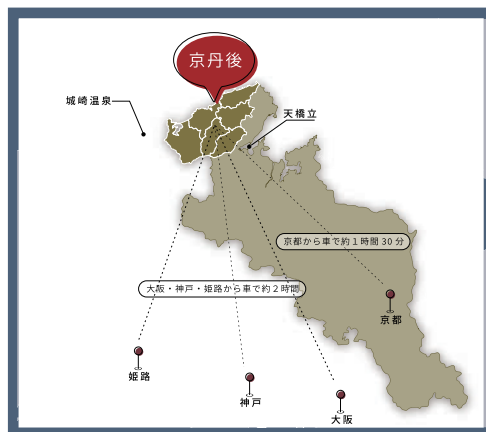 京丹後
城崎温泉
天橋立
京都から車で約1時間30分
大阪・神戸・姫路から車で約2時間
京都
姫路
神戸
大阪